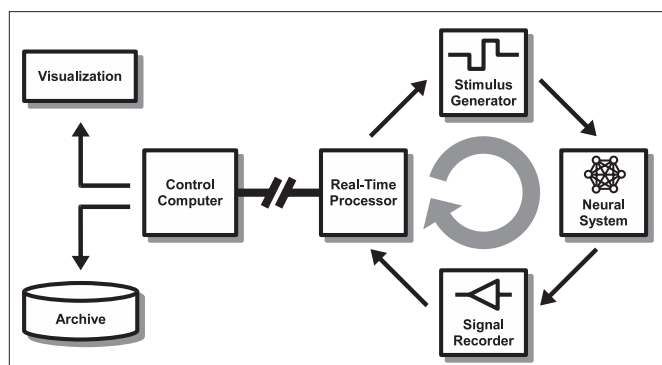 Visualization
Control
Computer
Archive
Real-Time
Processor
Stimulus
Generator
Neural
System
Signal
Recorder